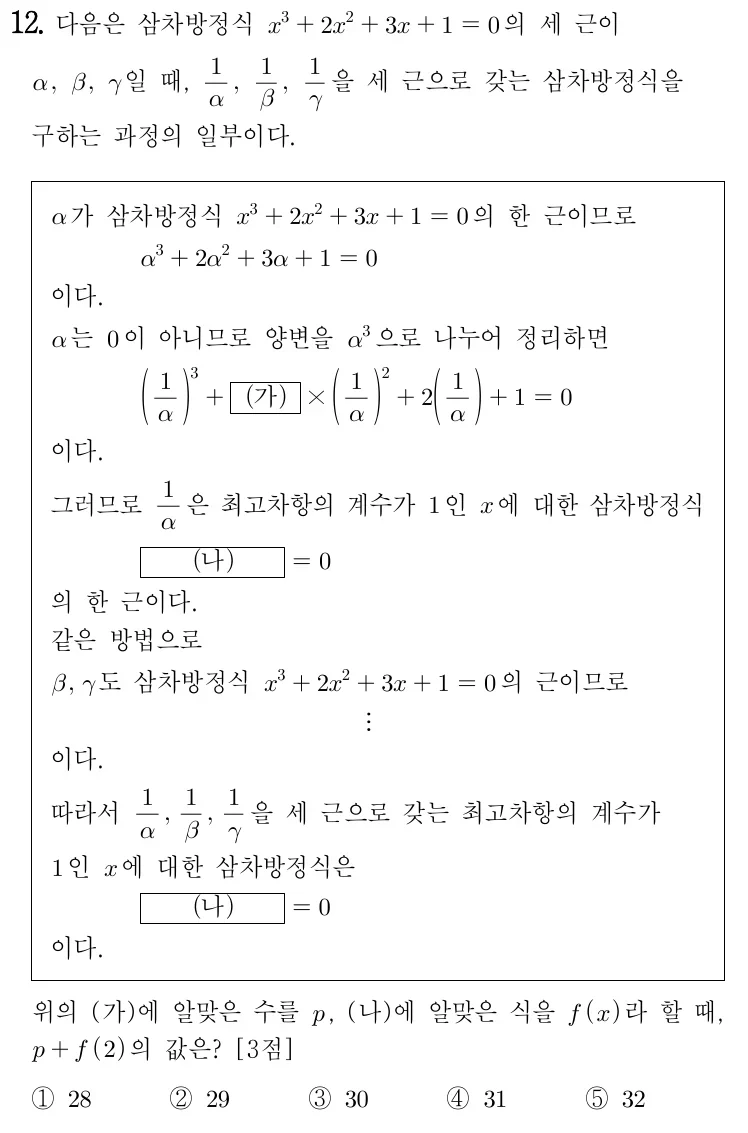 12. 다음은 삼차방정식 x³ + 2x² + 3x + 1 = 0의 세 근이
α, β, γ일 때, 1/α, 1/β, 1/γ을 세 근으로 갖는 삼차방정식을
구하는 과정의 일부이다.
α가 삼차방정식 x³ + 2x² + 3x + 1 = 0의 한 근이므로
α³ + 2α² + 3α + 1 = 0
이다.
α는 0이 아니므로 양변을 α³으로 나누어 정리하면
(1/α)³ + (가) × (1/α)² + 2(1/α) + 1 = 0
이다.
그러므로 1/α은 최고차항의 계수가 1인 x에 대한 삼차방정식
(나) = 0
의 한 근이다.
같은 방법으로
β, γ도 삼차방정식 x³ + 2x² + 3x + 1 = 0의 근이므로
⋮
이다.
따라서 1/α, 1/β, 1/γ을 세 근으로 갖는 최고차항의 계수가
1인 x에 대한 삼차방정식은
(나) = 0
이다.
위의 (가)에 알맞은 수를 p, (나)에 알맞은 식을 f(x)라 할 때,
p + f(2)의 값은? [3점]
① 28 ② 29 ③ 30 ④ 31 ⑤ 32